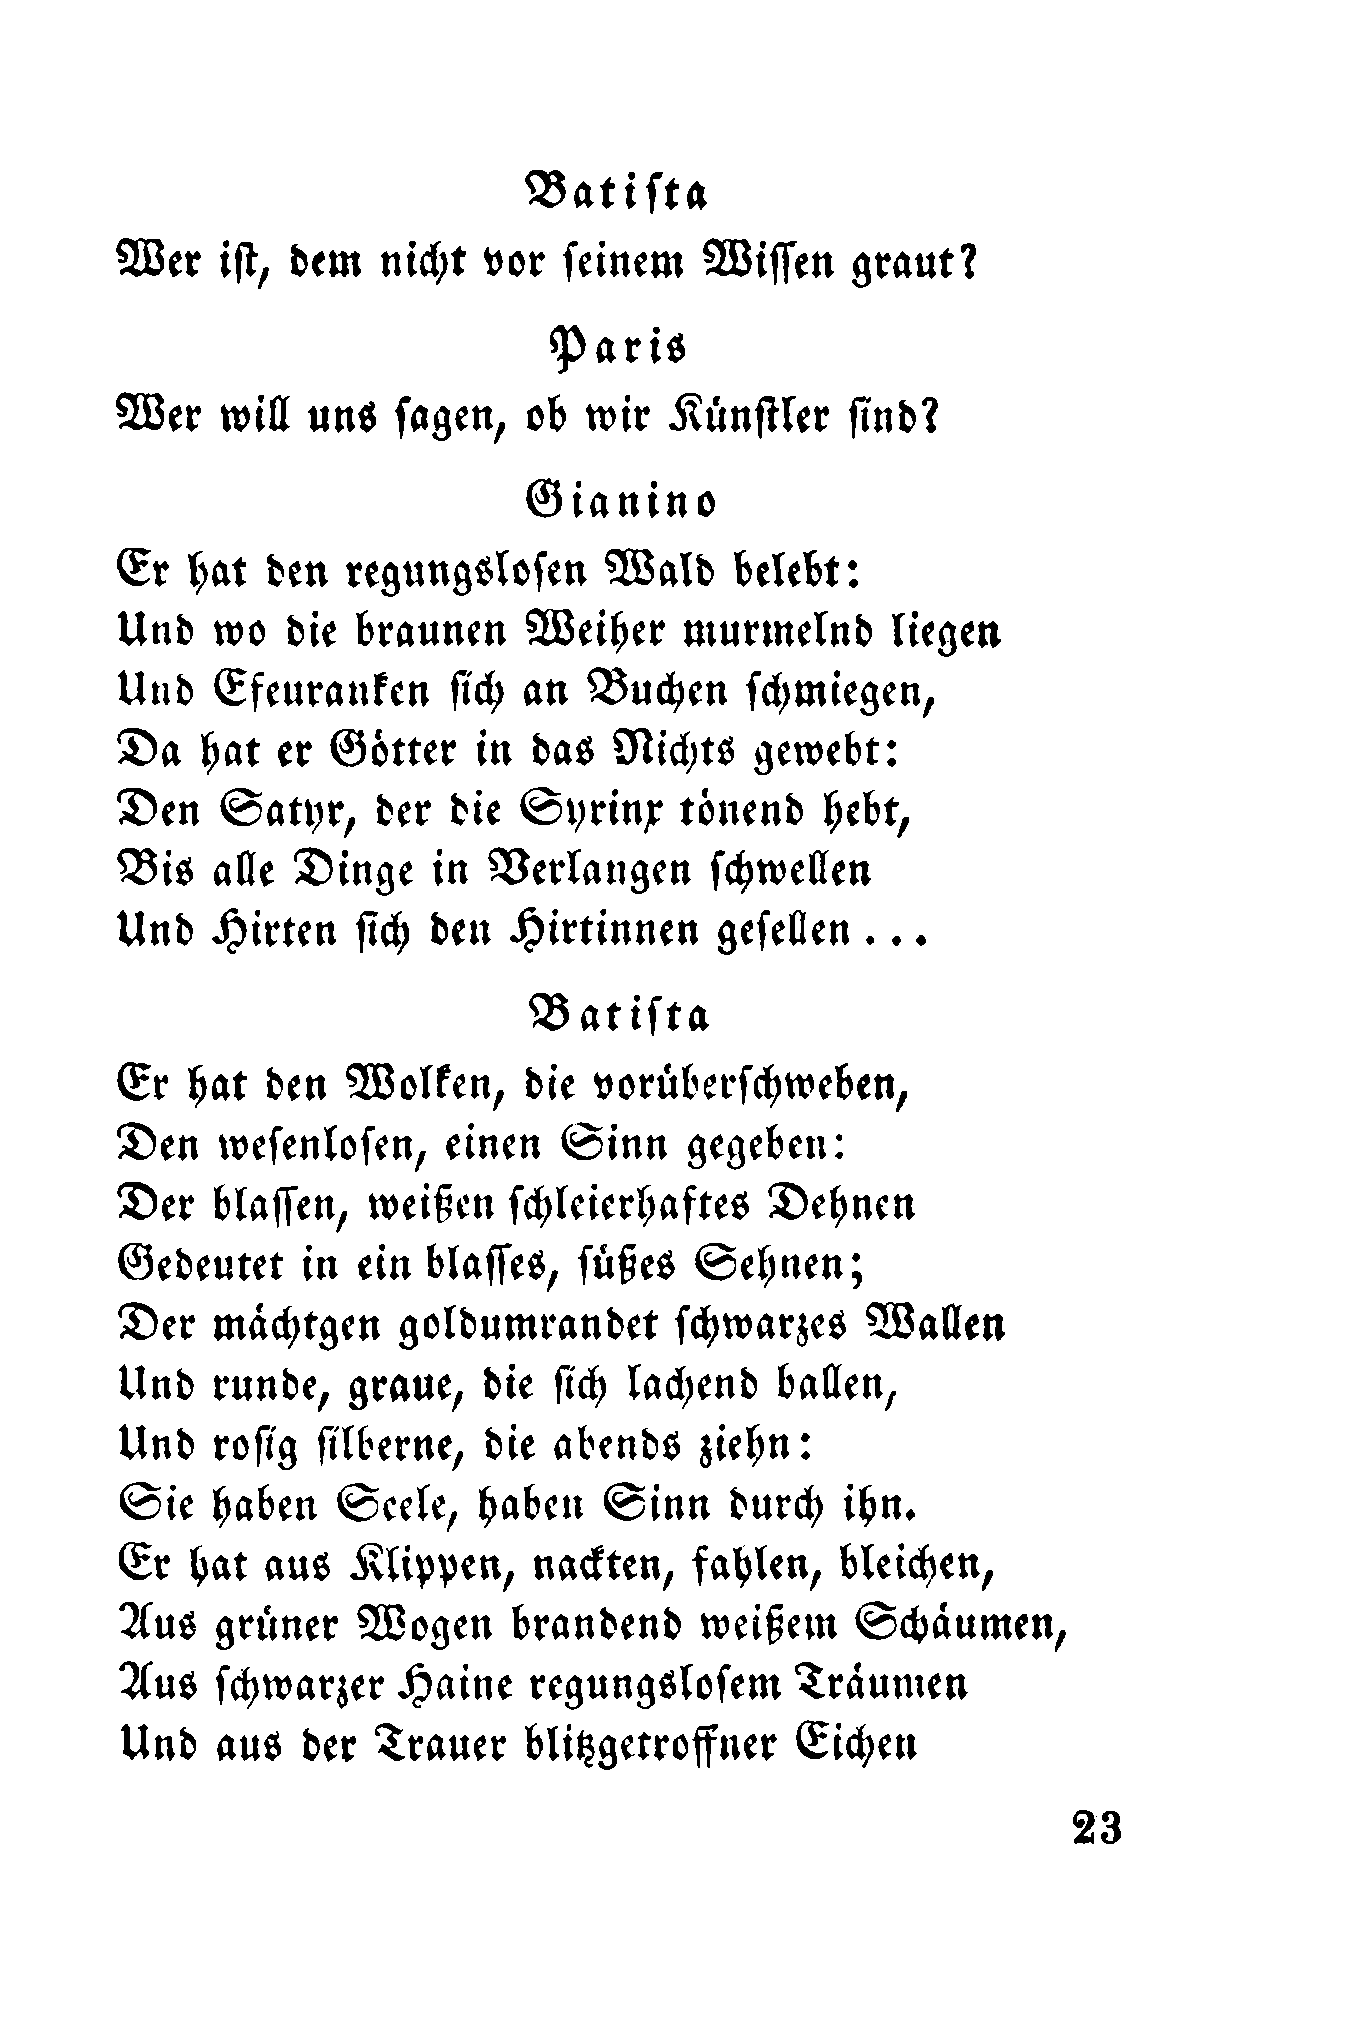 Batiſta
Wer iſt, dem nicht vor ſeinem Wiſſen graut?
Paris
Wer will uns ſagen, ob wir Künſtler ſind?
Gianino
Er hat den regungsloſen Wald belebt:
Und wo die braunen Weiher murmelnd liegen
Und Efeuranken ſich an Buchen ſchmiegen,
Da hat er Götter in das Nichts gewebt:
Den Satyr, der die Syrinx tönend hebt,
Bis alle Dinge in Verlangen ſchwellen
Und Hirten ſich den Hirtinnen geſellen . . .
Batiſta
Er hat den Wolken, die vorüberſchweben,
Den weſenloſen, einen Sinn gegeben:
Der blaſſen, weißen ſchleierhaftes Dehnen
Gedeutet in ein blaſſes, ſüßes Sehnen;
Der mächtgen goldumrandet ſchwarzes Wallen
Und runde, graue, die ſich lachend ballen,
Und roſig ſilberne, die abends ziehn:
Sie haben Seele, haben Sinn durch ihn.
Er hat aus Klippen, nackten, fahlen, bleichen,
Aus grüner Wogen brandend weißem Schäumen,
Aus ſchwarzer Haine regungsloſem Träumen
Und aus der Trauer blitzgetroffner Eichen
23